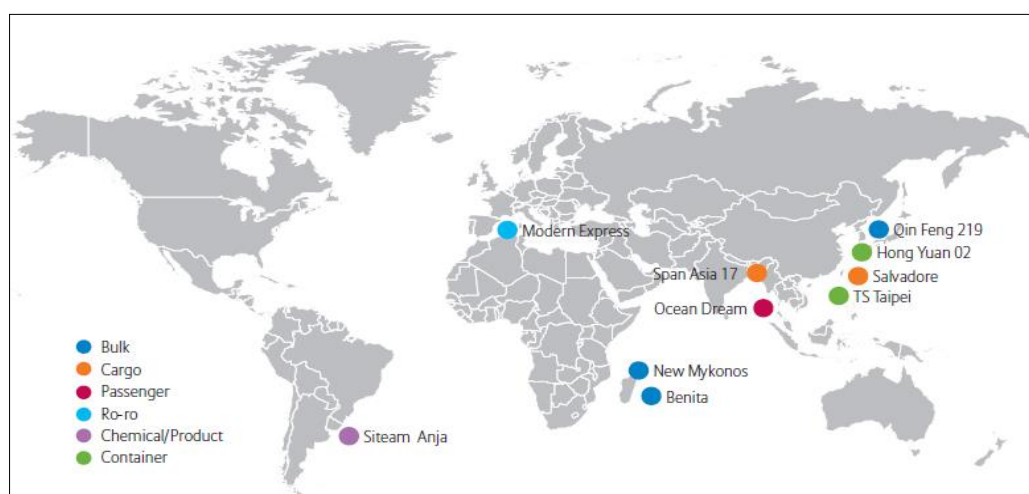 Modern Express
Qin Feng 219
Hong Yuan 02
Span Asia 17
Salvadore
TS Taipei
Ocean Dream
Bulk
Cargo
Passenger
Ro-ro
Chemical/Product
Container
New Mykonos
Benita
Siteam Anja